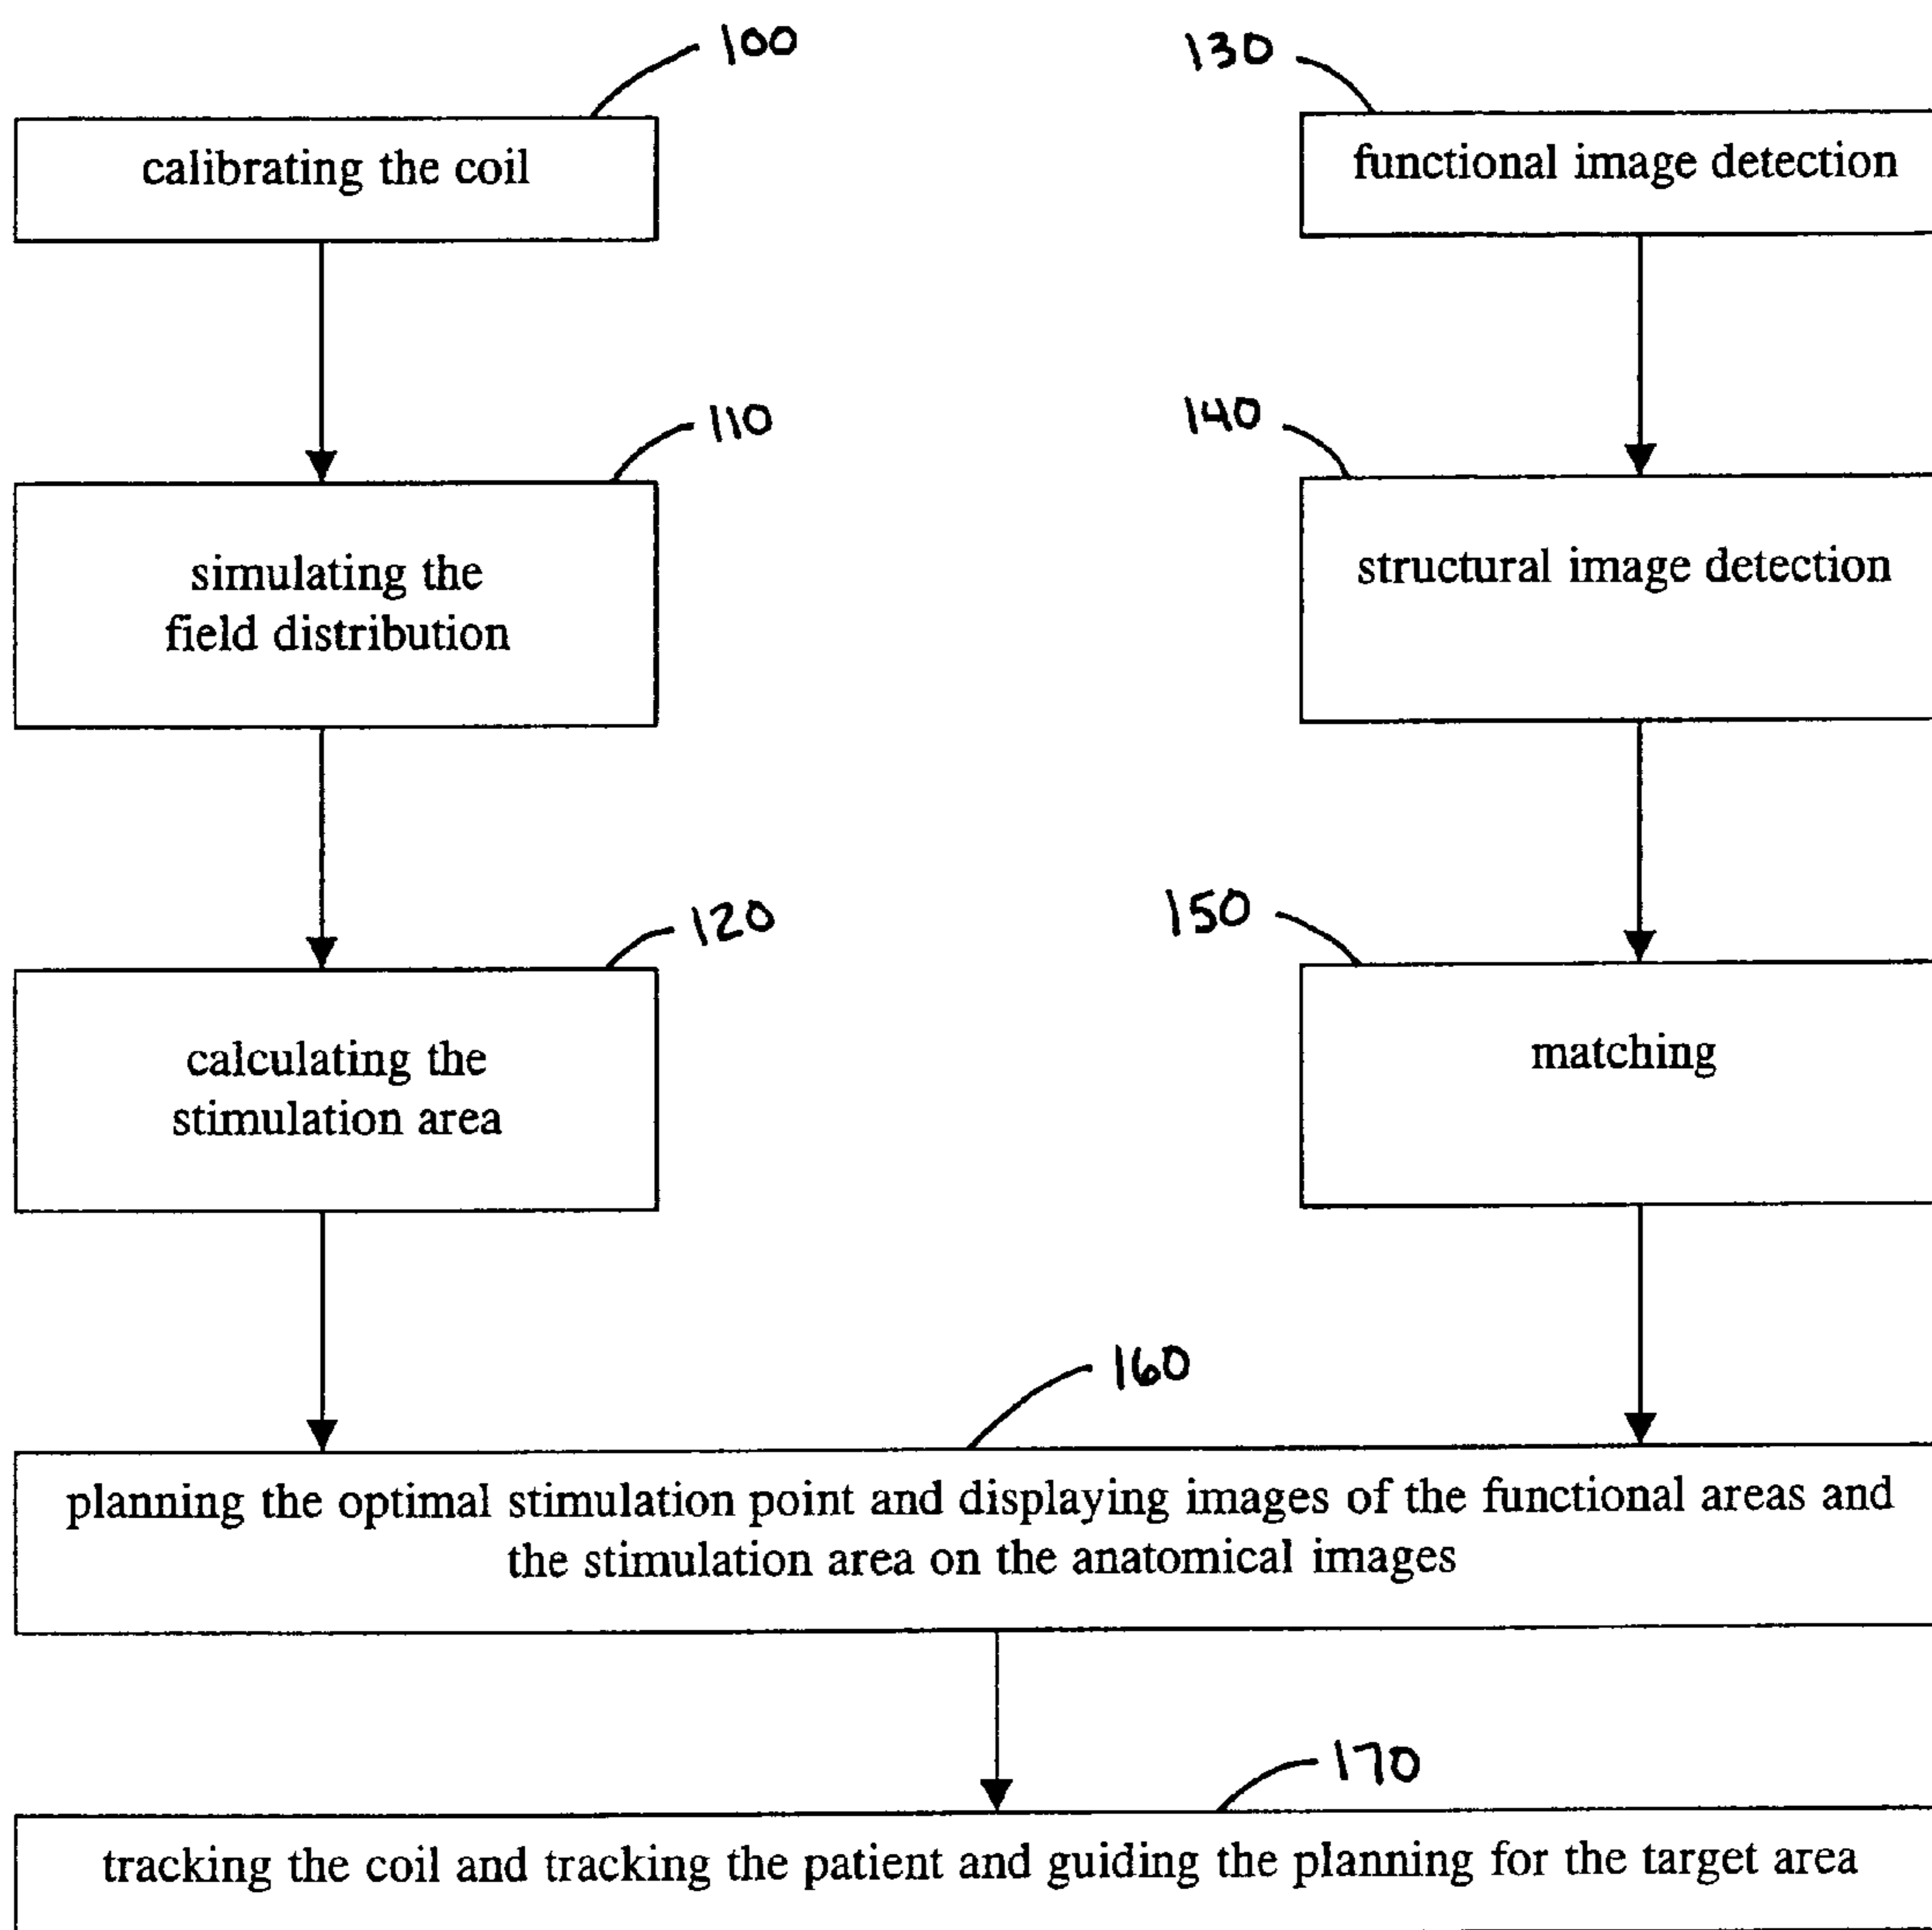 100
130
calibrating the coil
functional image detection
110
140
simulating the
field distribution
structural image detection
120
150
calculating the
stimulation area
matching
160
planning the optimal stimulation point and displaying images of the functional areas and
the stimulation area on the anatomical images
170
tracking the coil and tracking the patient and guiding the planning for the target area